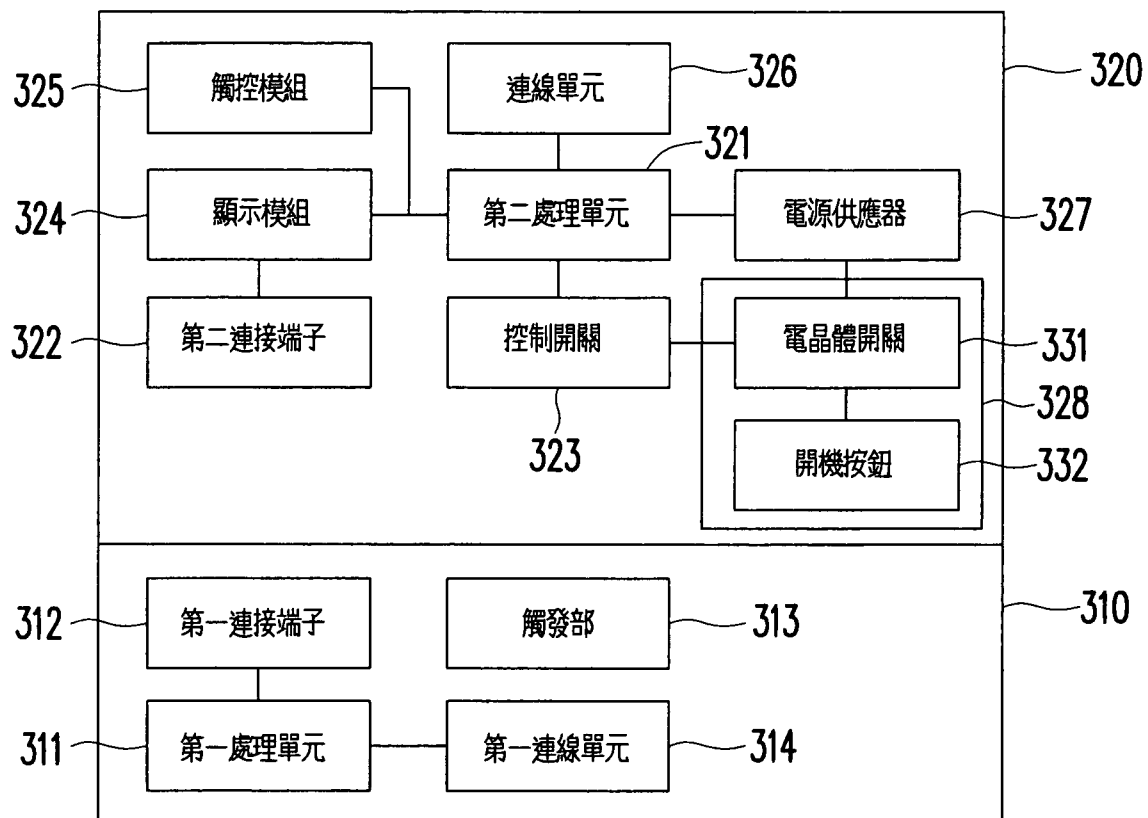 325
觸控模組
連線單元
326
320
321
324
顯示模組
第二處理單元
電源供應器
327
322
第二連接端子
控制開關
電晶體開關
331
328
323
開機按鈕
332
312
第一連接端子
觸發部
313
310
311
第一處理單元
第一連線單元
314